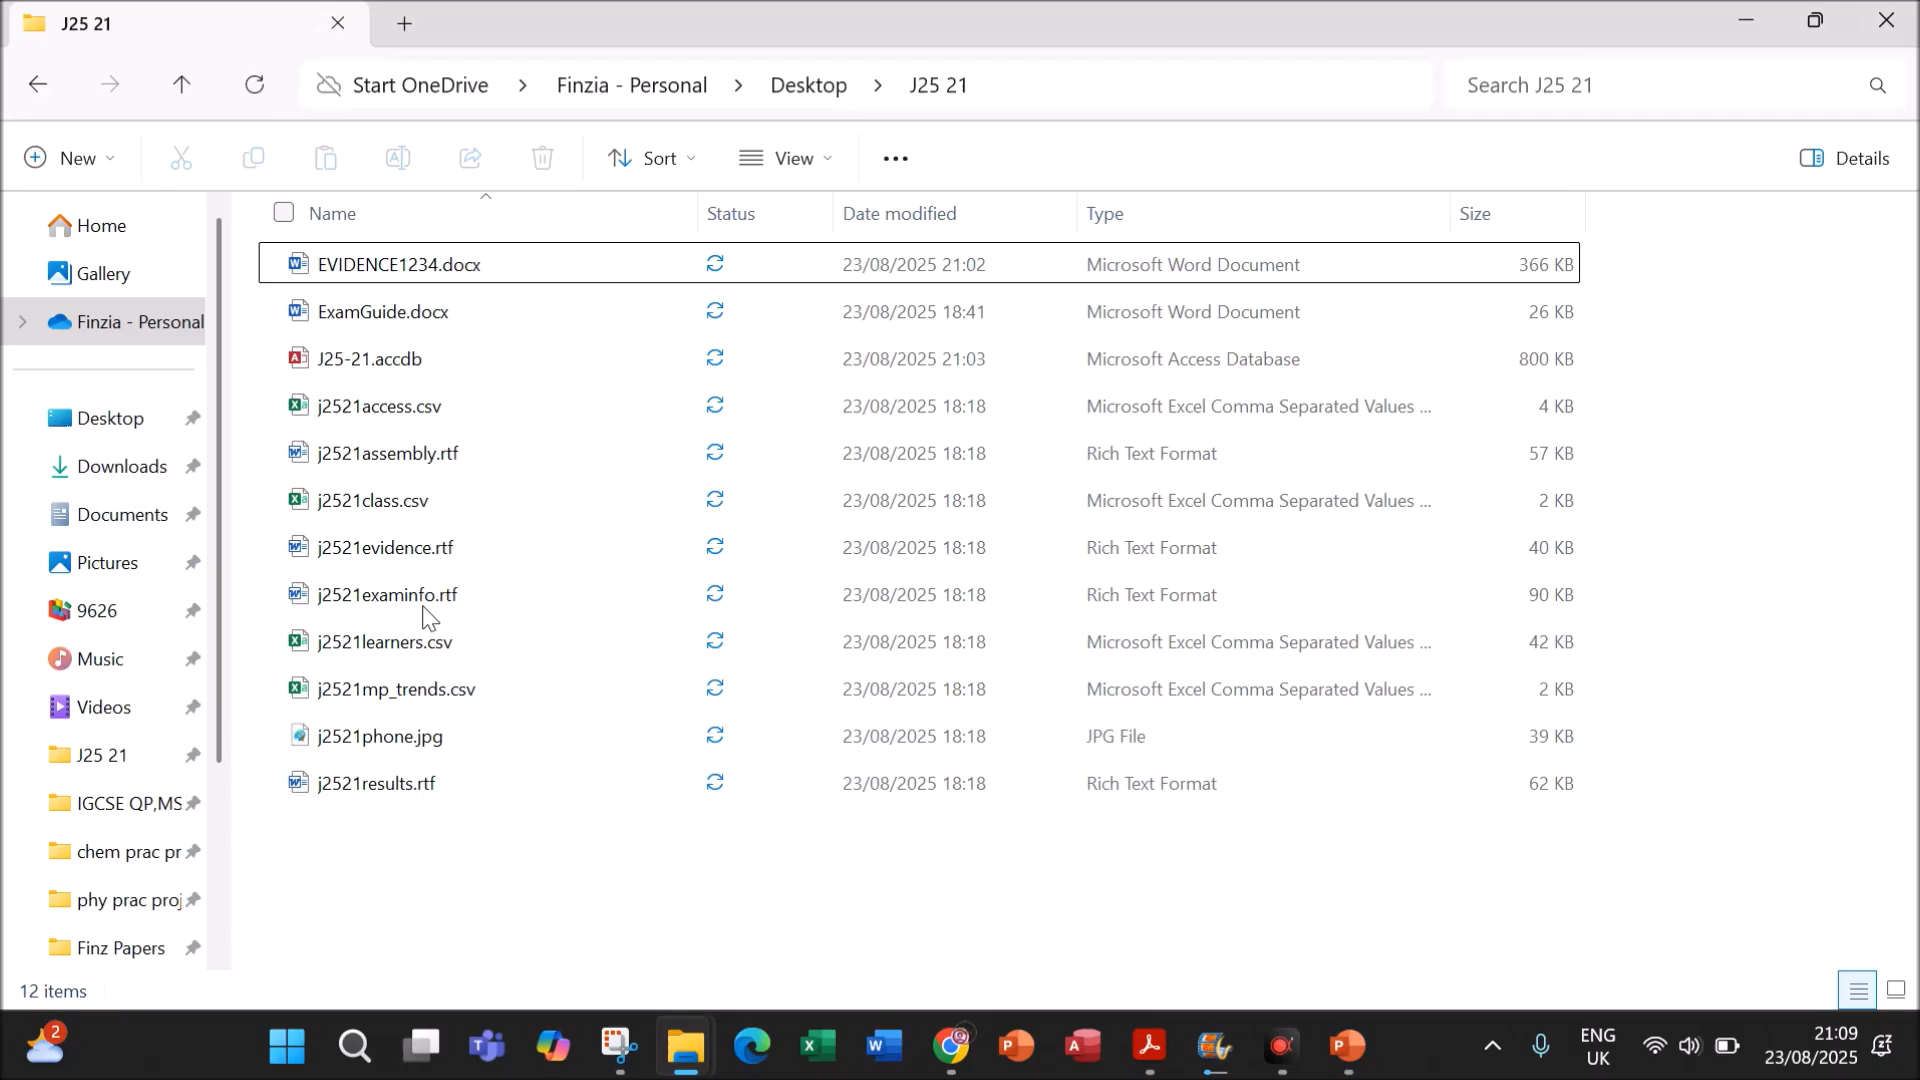 J25 21
Start OneDrive > Finzia - Personal > Desktop > J25 21
Search J25 21
New
Sort
View
Details
Name Status Date modified Type Size
EVIDENCE1234.docx 23/08/2025 21:02 Microsoft Word Document 366 KB
ExamGuide.docx 23/08/2025 18:41 Microsoft Word Document 26 KB
J25-21.accdb 23/08/2025 21:03 Microsoft Access Database 800 KB
j2521access.csv 23/08/2025 18:18 Microsoft Excel Comma Separated Values ... 4 KB
j2521assembly.rtf 23/08/2025 18:18 Rich Text Format 57 KB
j2521class.csv 23/08/2025 18:18 Microsoft Excel Comma Separated Values ... 2 KB
j2521evidence.rtf 23/08/2025 18:18 Rich Text Format 40 KB
j2521examinfo.rtf 23/08/2025 18:18 Rich Text Format 90 KB
j2521learners.csv 23/08/2025 18:18 Microsoft Excel Comma Separated Values ... 42 KB
j2521mp_trends.csv 23/08/2025 18:18 Microsoft Excel Comma Separated Values ... 2 KB
j2521phone.jpg 23/08/2025 18:18 JPG File 39 KB
j2521results.rtf 23/08/2025 18:18 Rich Text Format 62 KB
Home
Gallery
Finzia - Personal
Desktop
Downloads
Documents
Pictures
9626
Music
Videos
J25 21
IGCSE QP,MS
chem prac pr
phy prac proj
Finz Papers
12 items
2
ENG
UK
21:09
23/08/2025